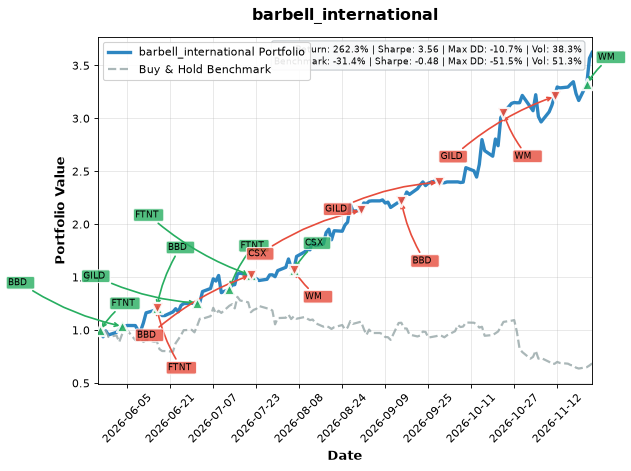 barbell_international
barbell_international Portfolio
Buy & Hold Benchmark
urn: 262.3% | Sharpe: 3.56 | Max DD: -10.7% | Vol: 38.3%
Benchmark: -31.4% | Sharpe: -0.48 | Max DD: -51.5% | Vol: 51.3%
WM
3.5
3.0
GILD
WM
2.5
FTNT
GILD
2.0
BBD
FTNT
CSX
CSX
BBD
GILD
BBD
1.5
FTNT
WM
1.0
BBD
FTNT
0.5
Portfolio Value
2026-06-05
2026-06-21
2026-07-07
2026-07-23
2026-08-08
2026-08-24
2026-09-09
2026-09-25
2026-10-11
2026-10-27
2026-11-12
Date